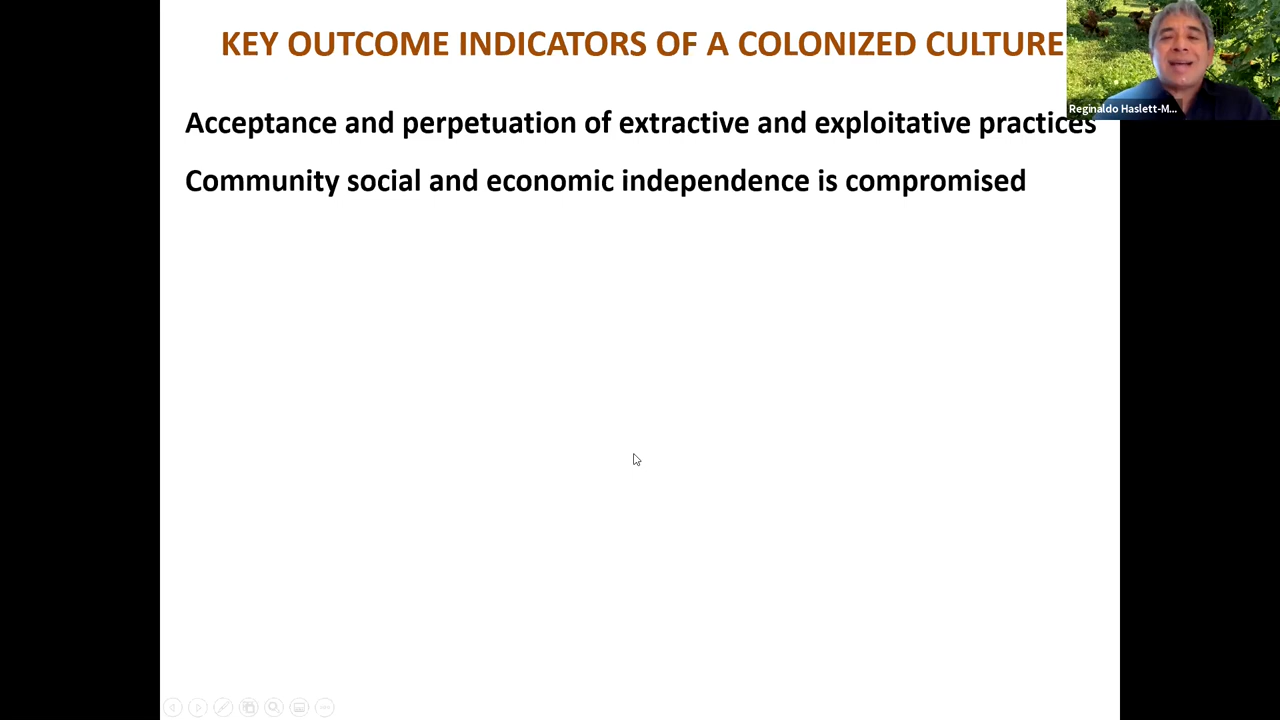 KEY OUTCOME INDICATORS OF A COLONIZED CULTURE
Reginaldo Haslett-M...
Acceptance and perpetuation of extractive and exploitative practices
Community social and economic independence is compromised